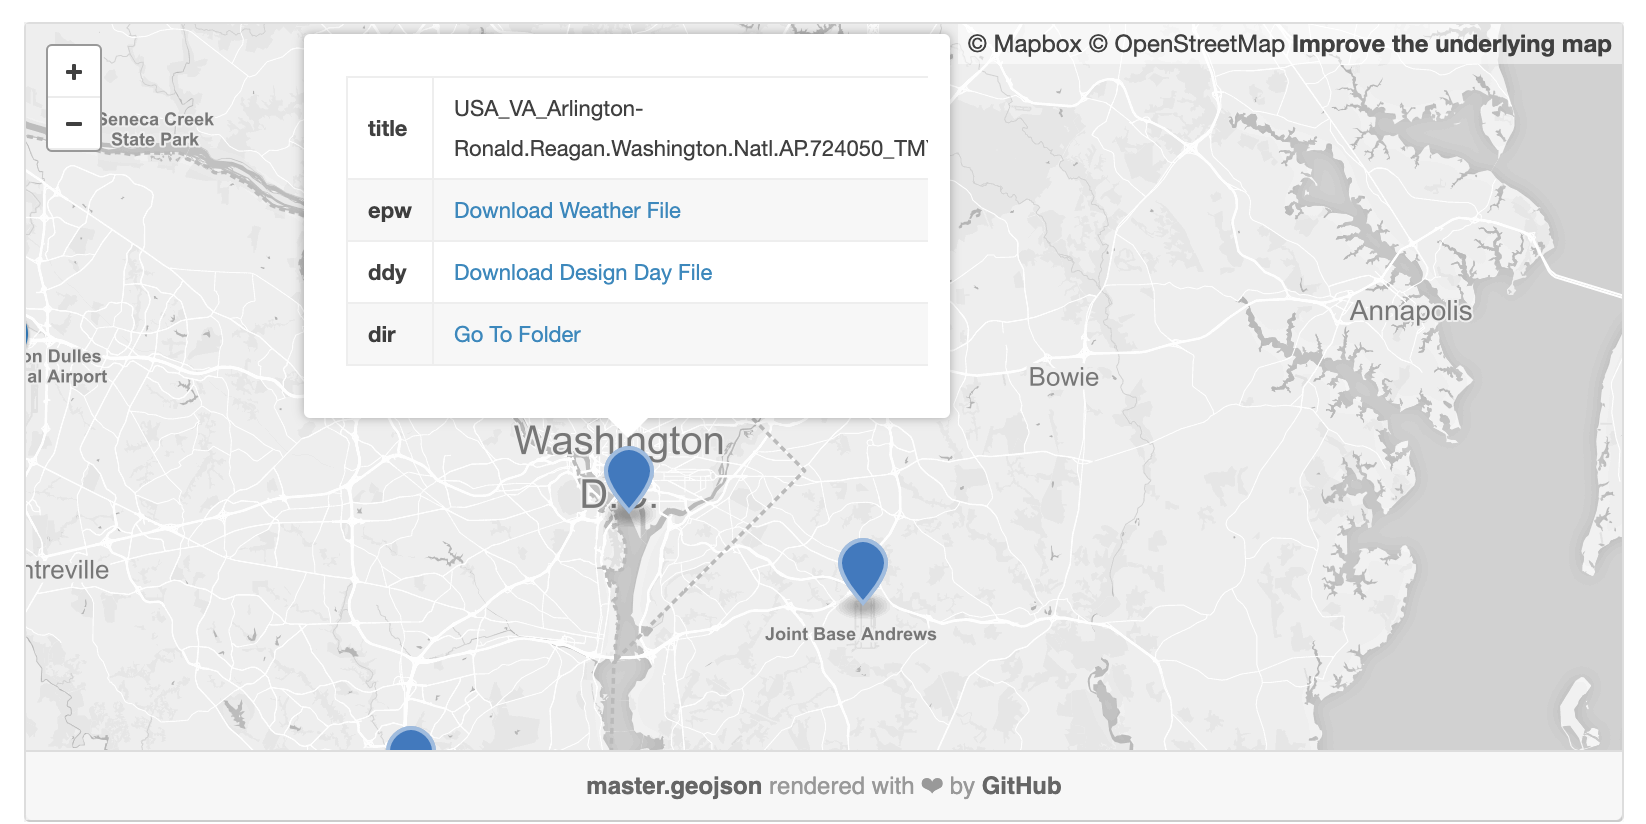 © Mapbox © OpenStreetMap Improve the underlying map
+
−
Seneca Creek
State Park
title
USA_VA_Arlington-
Ronald.Reagan.Washington.Natl.AP.724050_TM
epw
Download Weather File
ddy
Download Design Day File
dir
Go To Folder
Annapolis
on Dulles
al Airport
Bowie
Washington
D.C.
ntreville
Joint Base Andrews
master.geojson rendered with ❤ by GitHub